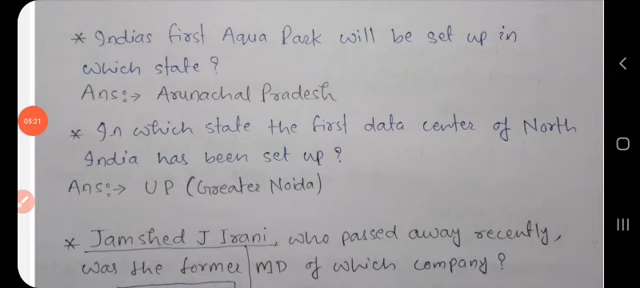 * Indias first Aqua Park will be set up in
which state?
Ans:→ Arunachal Pradesh
05:21
* In which state the first data center of North
India has been set up?
Ans:→ UP (Greater Noida)
* Jamshed J Irani, who passed away recently,
was the former MD of which company?